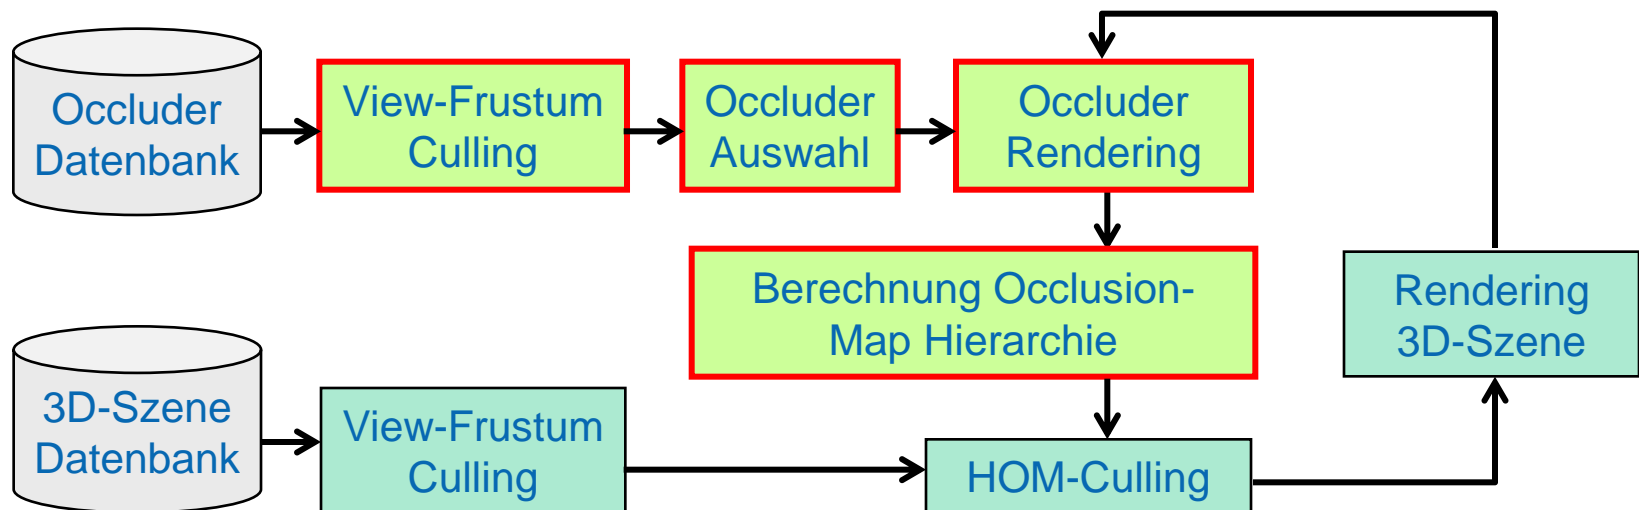 Occluder
Datenbank
View-Frustum
Culling
Occluder
Auswahl
Occluder
Rendering
Berechnung Occlusion-
Map Hierarchie
Rendering
3D-Szene
3D-Szene
Datenbank
View-Frustum
Culling
HOM-Culling